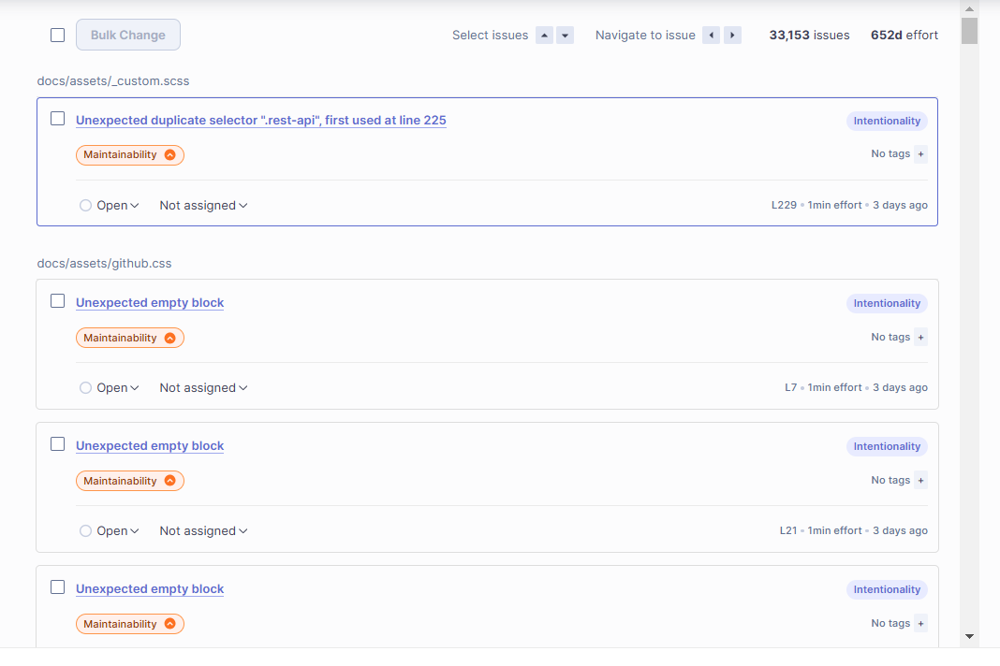 Bulk Change Select issues Navigate to issue 33,153 issues 652d effort
docs/assets/_custom.scss
Unexpected duplicate selector ".rest-api", first used at line 225 Intentionality
Maintainability No tags +
Open Not assigned L229 • 1min effort • 3 days ago
docs/assets/github.css
Unexpected empty block Intentionality
Maintainability No tags +
Open Not assigned L7 • 1min effort • 3 days ago
Unexpected empty block Intentionality
Maintainability No tags +
Open Not assigned L21 • 1min effort • 3 days ago
Unexpected empty block Intentionality
Maintainability No tags +